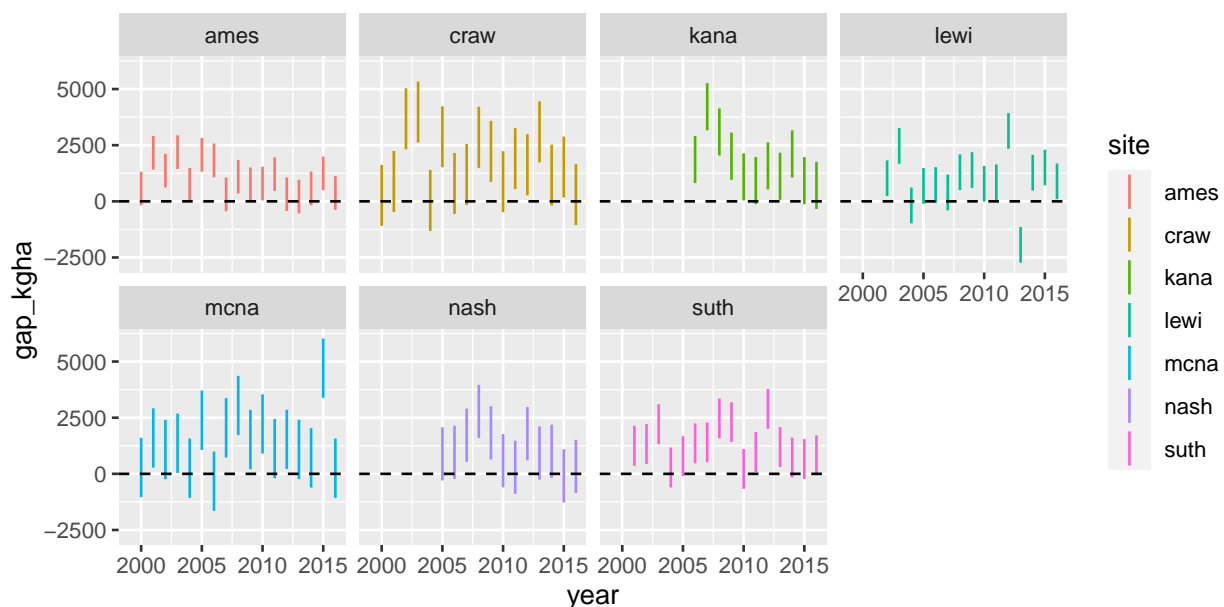 ames craw kana lewi
5000
2500
0
−2500
2000 2005 2010 2015
mcna nash suth
5000
2500
0
−2500
2000 2005 2010 2015 2000 2005 2010 2015 2000 2005 2010 2015
year
gap_kgha
site
ames
craw
kana
lewi
mcna
nash
suth